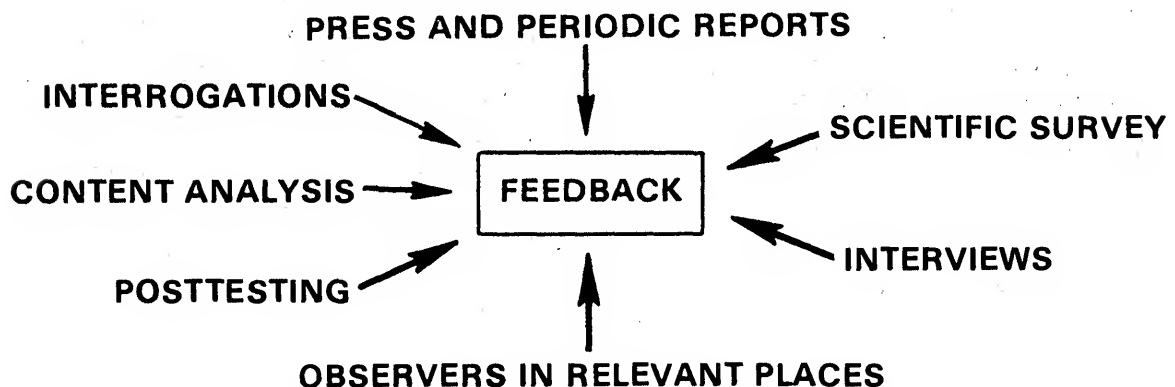 PRESS AND PERIODIC REPORTS
INTERROGATIONS
SCIENTIFIC SURVEY
CONTENT ANALYSIS
FEEDBACK
INTERVIEWS
POSTTESTING
OBSERVERS IN RELEVANT PLACES